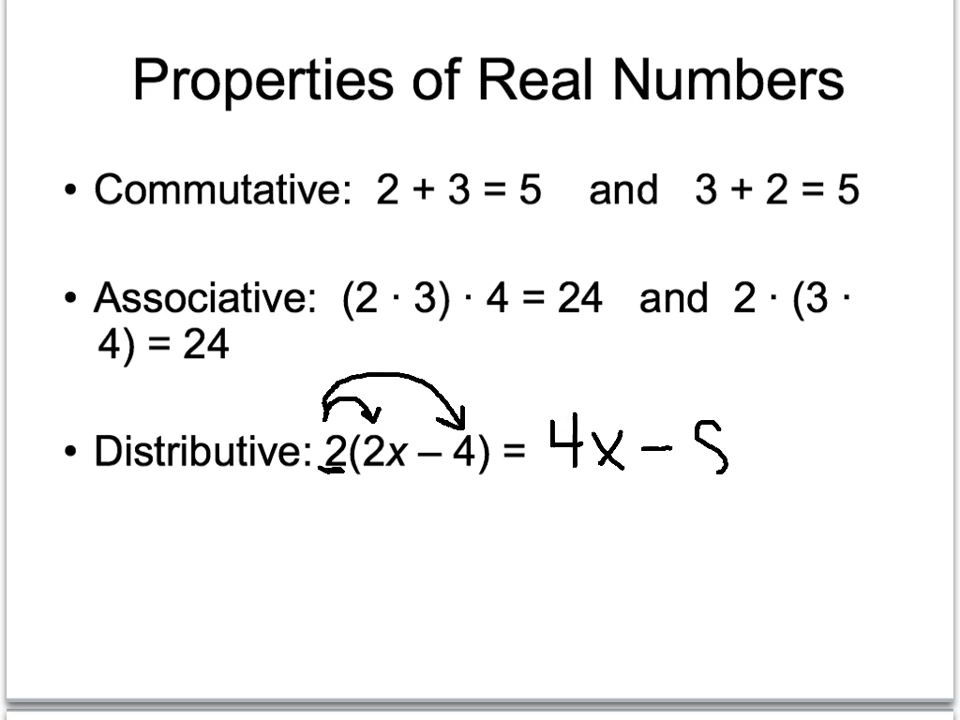 Properties of Real Numbers
• Commutative: 2 + 3 = 5 and 3 + 2 = 5
• Associative: (2 · 3) · 4 = 24 and 2 · (3 ·
4) = 24
• Distributive: 2(2x – 4) = 4x – S